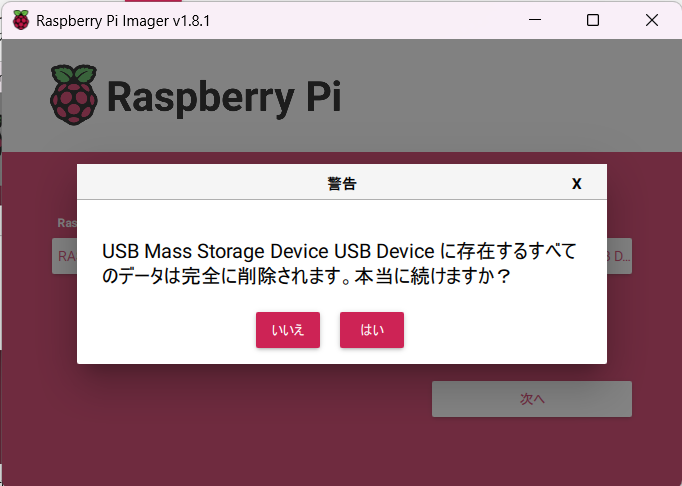 Raspberry Pi Imager v1.8.1
Raspberry Pi
警告
X
USB Mass Storage Device USB Device に存在するすべて
のデータは完全に削除されます。本当に続けますか？
いいえ
はい
次へ